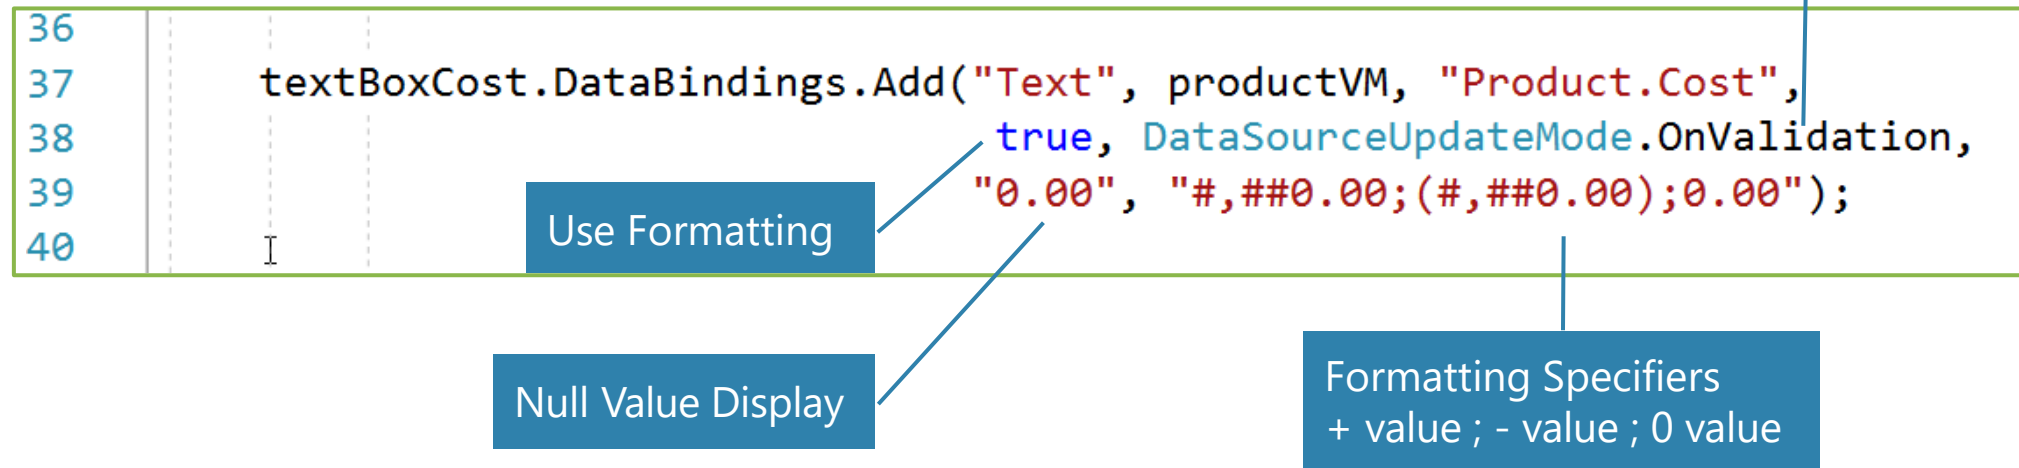 36
37 textBoxCost.DataBindings.Add("Text", productVM, "Product.Cost",
38 true, DataSourceUpdateMode.OnValidation,
39 "0.00", "#,##0.00;(#,##0.00);0.00");
40
Use Formatting
Null Value Display
Formatting Specifiers
+ value ; - value ; 0 value